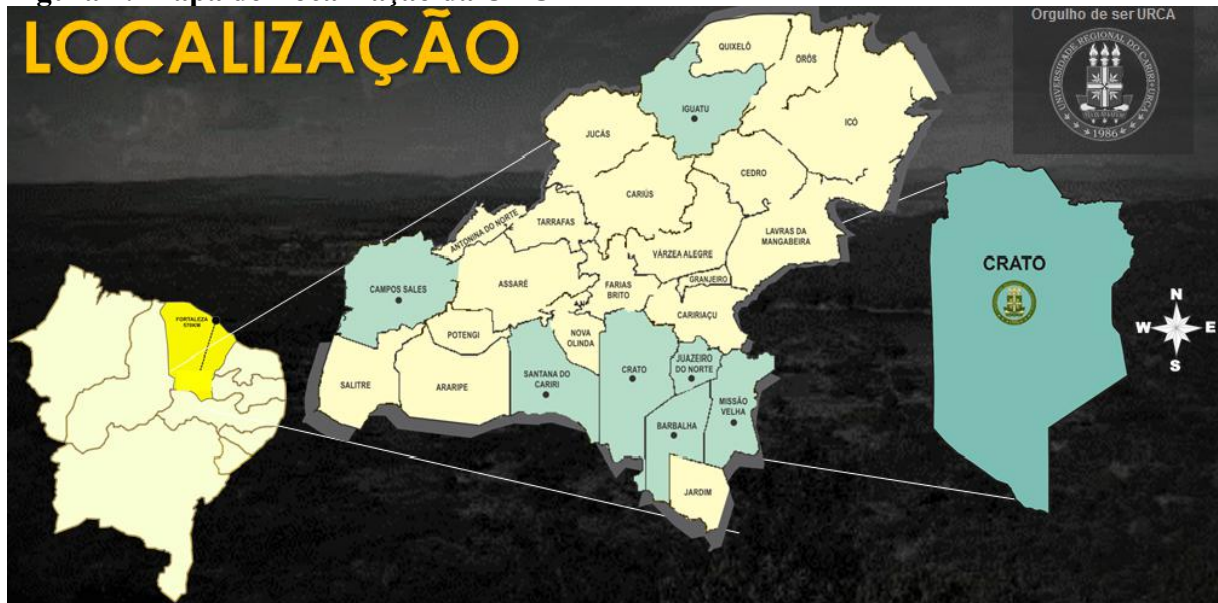 LOCALIZAÇÃO
Orgulho de ser URCA
UNIVERSIDADE REGIONAL DO CARIRI-URCA
1986
QUIXELÔ
ORÓS
IGUATU
ICÓ
JUCÁS
CEDRO
CARIÚS
ANTONINA DO NORTE
TARRAFAS
LAVRAS DA
MANGABEIRA
VÁRZEA ALEGRE
CAMPOS SALES
ASSARÉ
FARIAS
BRITO
GRANJEIRO
CARIRIAÇU
POTENGI
NOVA
OLINDA
SALITRE
ARARIPE
SANTANA DO
CARIRI
CRATO
JUAZEIRO
DO NORTE
MISSÃO
VELHA
BARBALHA
JARDIM
FORTALEZA
570KM
CRATO
N
W
E
S